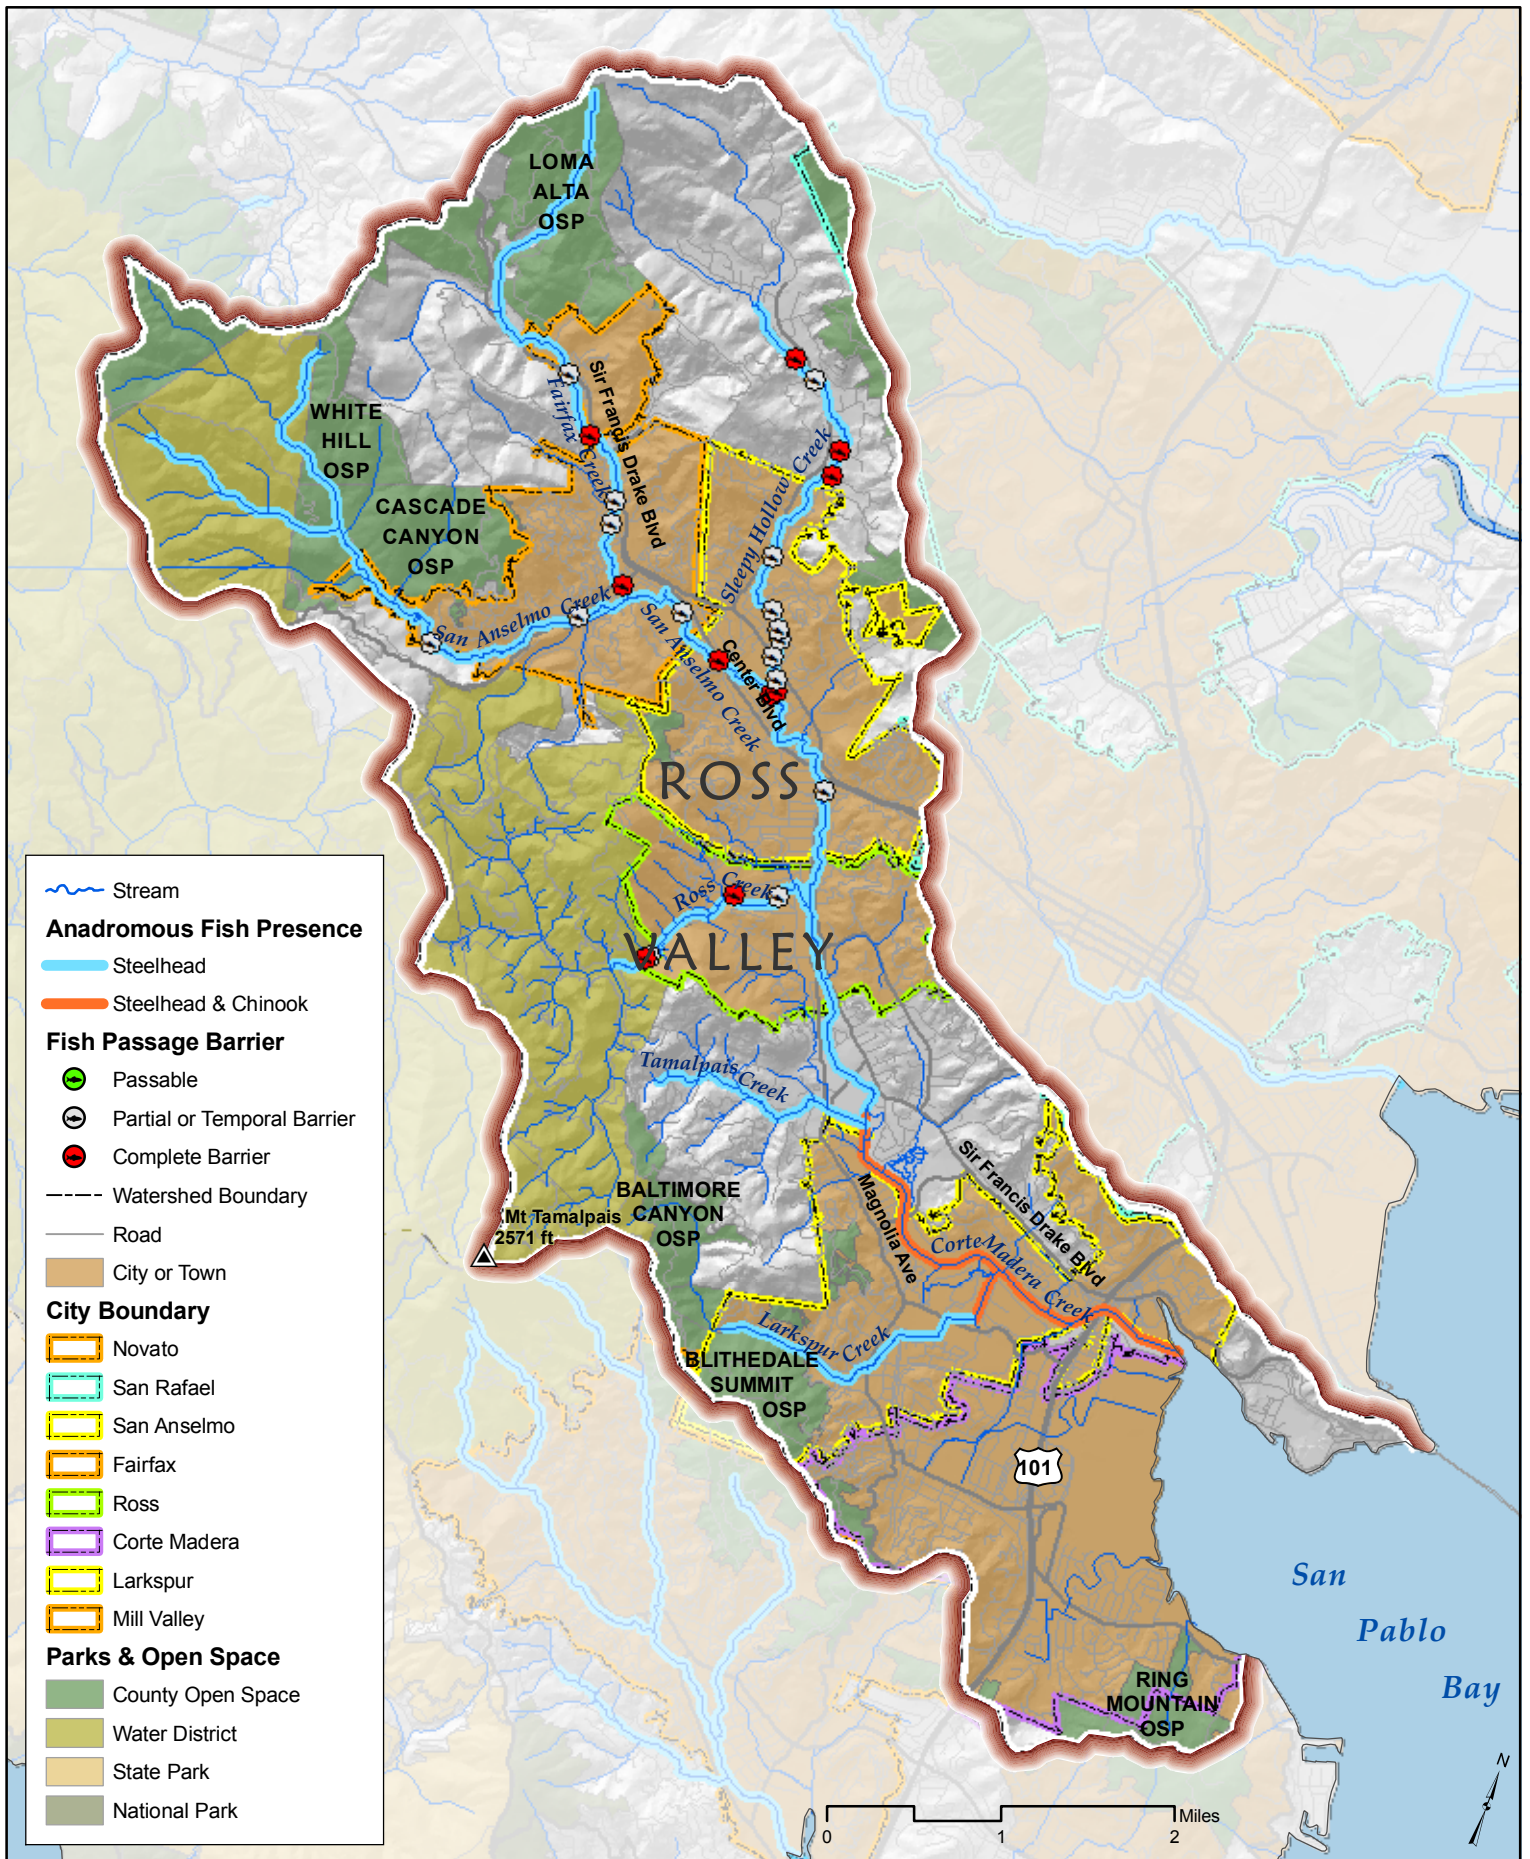 LOMA
ALTA
OSP
WHITE
HILL
OSP
CASCADE
CANYON
OSP
Fairfax Creek
Sir Francis Drake Blvd
Sleepy Hollow Creek
San Anselmo Creek
San Anselmo Creek
Center Blvd
ROSS
VALLEY
Ross Creek
Tamalpais Creek
BALTIMORE
CANYON
OSP
Mt Tamalpais
2571 ft
Magnolia Ave
Sir Francis Drake Blvd
Corte Madera Creek
Larkspur Creek
BLITHEDALE
SUMMIT
OSP
101
RING
MOUNTAIN
OSP
San
Pablo
Bay
Stream
Anadromous Fish Presence
Steelhead
Steelhead & Chinook
Fish Passage Barrier
Passable
Partial or Temporal Barrier
Complete Barrier
Watershed Boundary
Road
City or Town
City Boundary
Novato
San Rafael
San Anselmo
Fairfax
Ross
Corte Madera
Larkspur
Mill Valley
Parks & Open Space
County Open Space
Water District
State Park
National Park
Miles
0 1 2
N